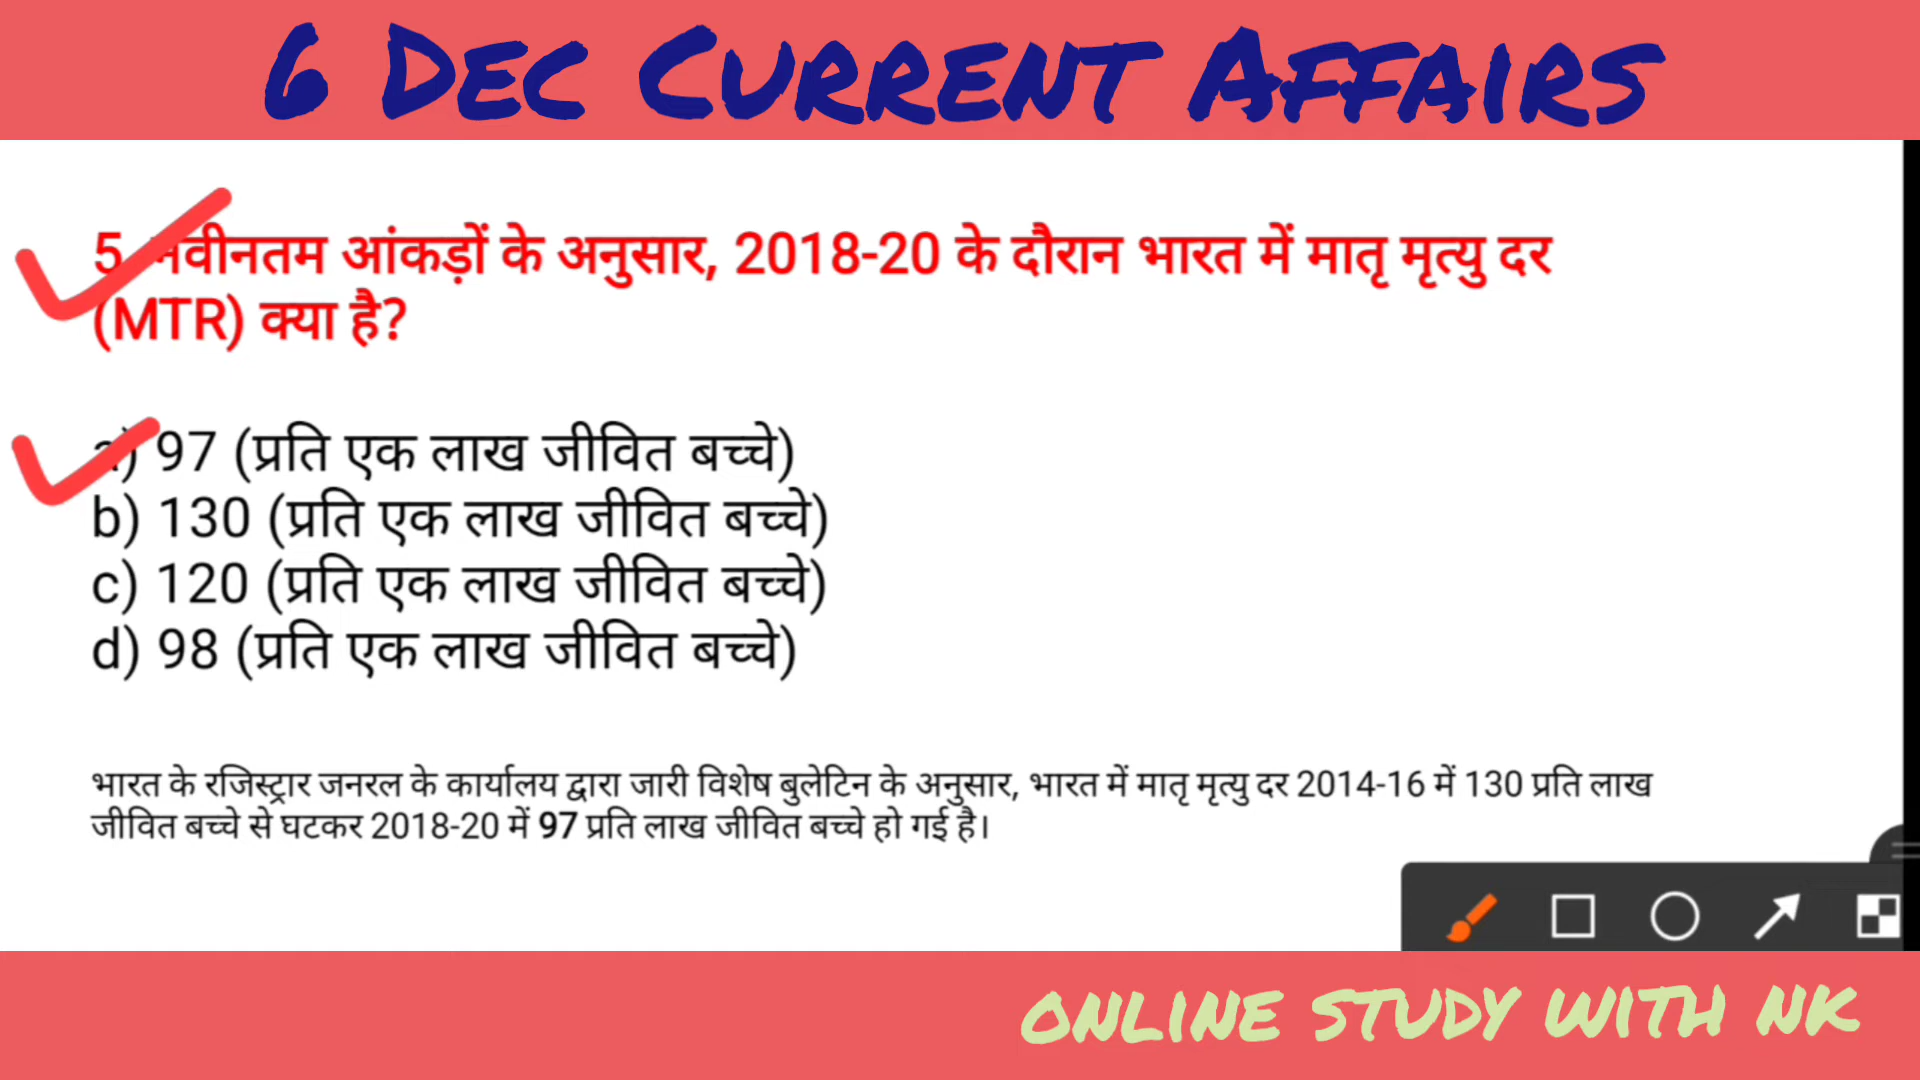 6 Dec Current Affairs
5. नवीनतम आंकड़ों के अनुसार, 2018-20 के दौरान भारत में मातृ मृत्यु दर
(MTR) क्या है?
a) 97 (प्रति एक लाख जीवित बच्चे)
b) 130 (प्रति एक लाख जीवित बच्चे)
c) 120 (प्रति एक लाख जीवित बच्चे)
d) 98 (प्रति एक लाख जीवित बच्चे)
भारत के रजिस्ट्रार जनरल के कार्यालय द्वारा जारी विशेष बुलेटिन के अनुसार, भारत में मातृ मृत्यु दर 2014-16 में 130 प्रति लाख
जीवित बच्चे से घटकर 2018-20 में 97 प्रति लाख जीवित बच्चे हो गई है।
ONLINE STUDY WITH NK